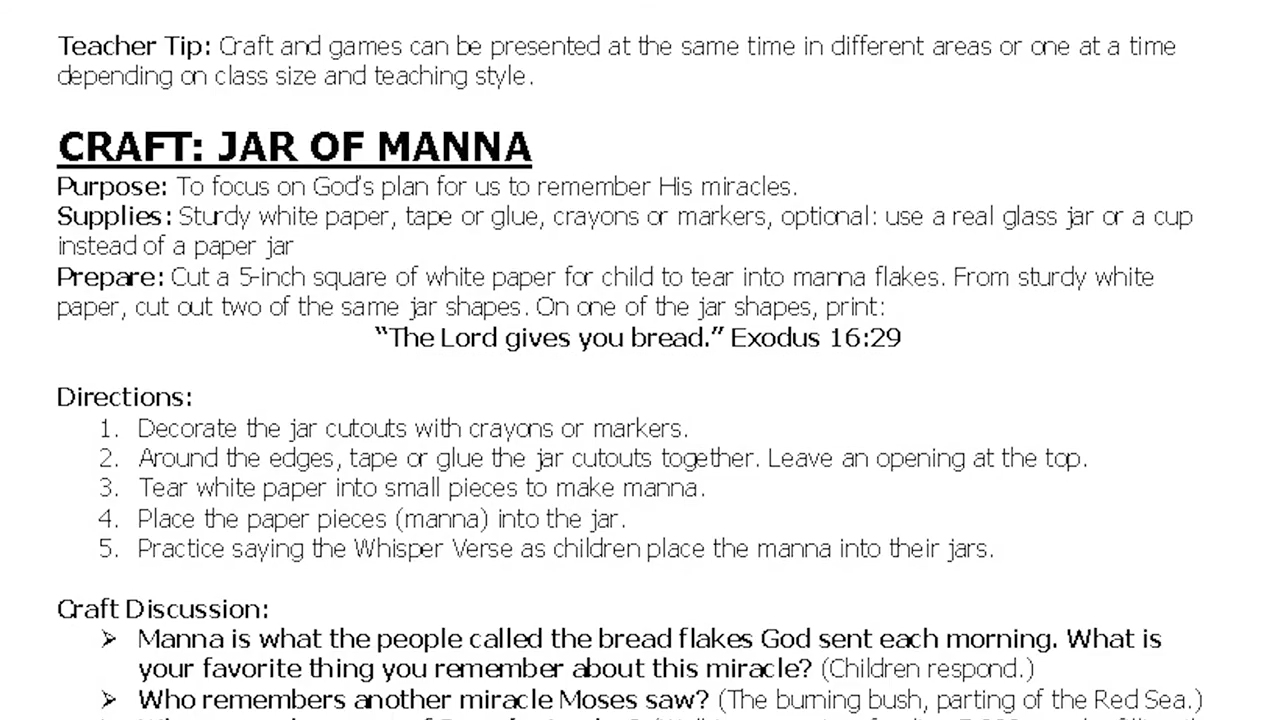 Teacher Tip: Craft and games can be presented at the same time in different areas or one at a time
depending on class size and teaching style.
CRAFT: JAR OF MANNA
Purpose: To focus on God's plan for us to remember His miracles.
Supplies: Sturdy white paper, tape or glue, crayons or markers, optional: use a real glass jar or a cup
instead of a paper jar
Prepare: Cut a 5-inch square of white paper for child to tear into manna flakes. From sturdy white
paper, cut out two of the same jar shapes. On one of the jar shapes, print:
“The Lord gives you bread.” Exodus 16:29
Directions:
1. Decorate the jar cutouts with crayons or markers.
2. Around the edges, tape or glue the jar cutouts together. Leave an opening at the top.
3. Tear white paper into small pieces to make manna.
4. Place the paper pieces (manna) into the jar.
5. Practice saying the Whisper Verse as children place the manna into their jars.
Craft Discussion:
➢ Manna is what the people called the bread flakes God sent each morning. What is
your favorite thing you remember about this miracle? (Children respond.)
➢ Who remembers another miracle Moses saw? (The burning bush, parting of the Red Sea.)